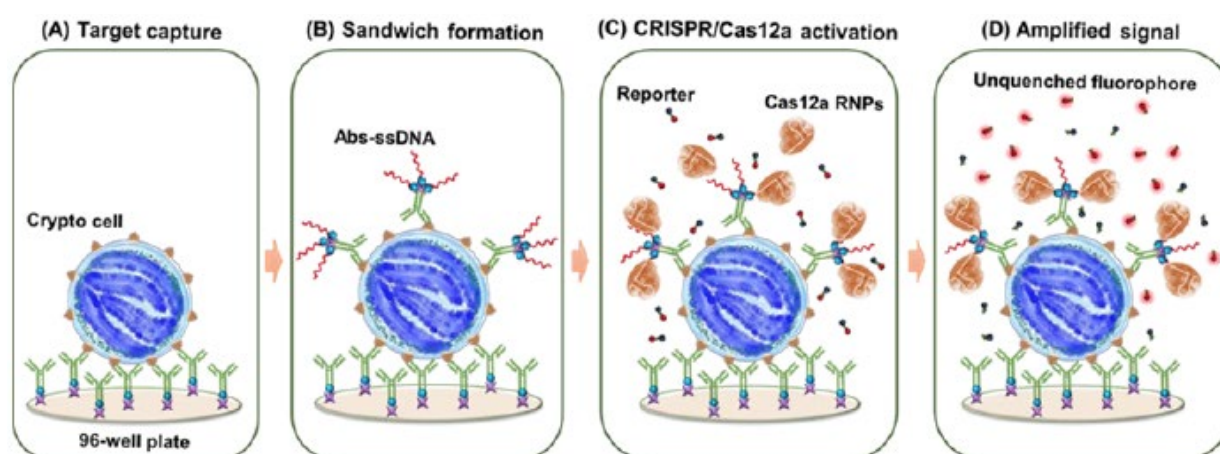 (A) Target capture
(B) Sandwich formation
(C) CRISPR/Cas12a activation
(D) Amplified signal
Crypto cell
96-well plate
Abs-ssDNA
Reporter
Cas12a RNPs
Unquenched fluorophore